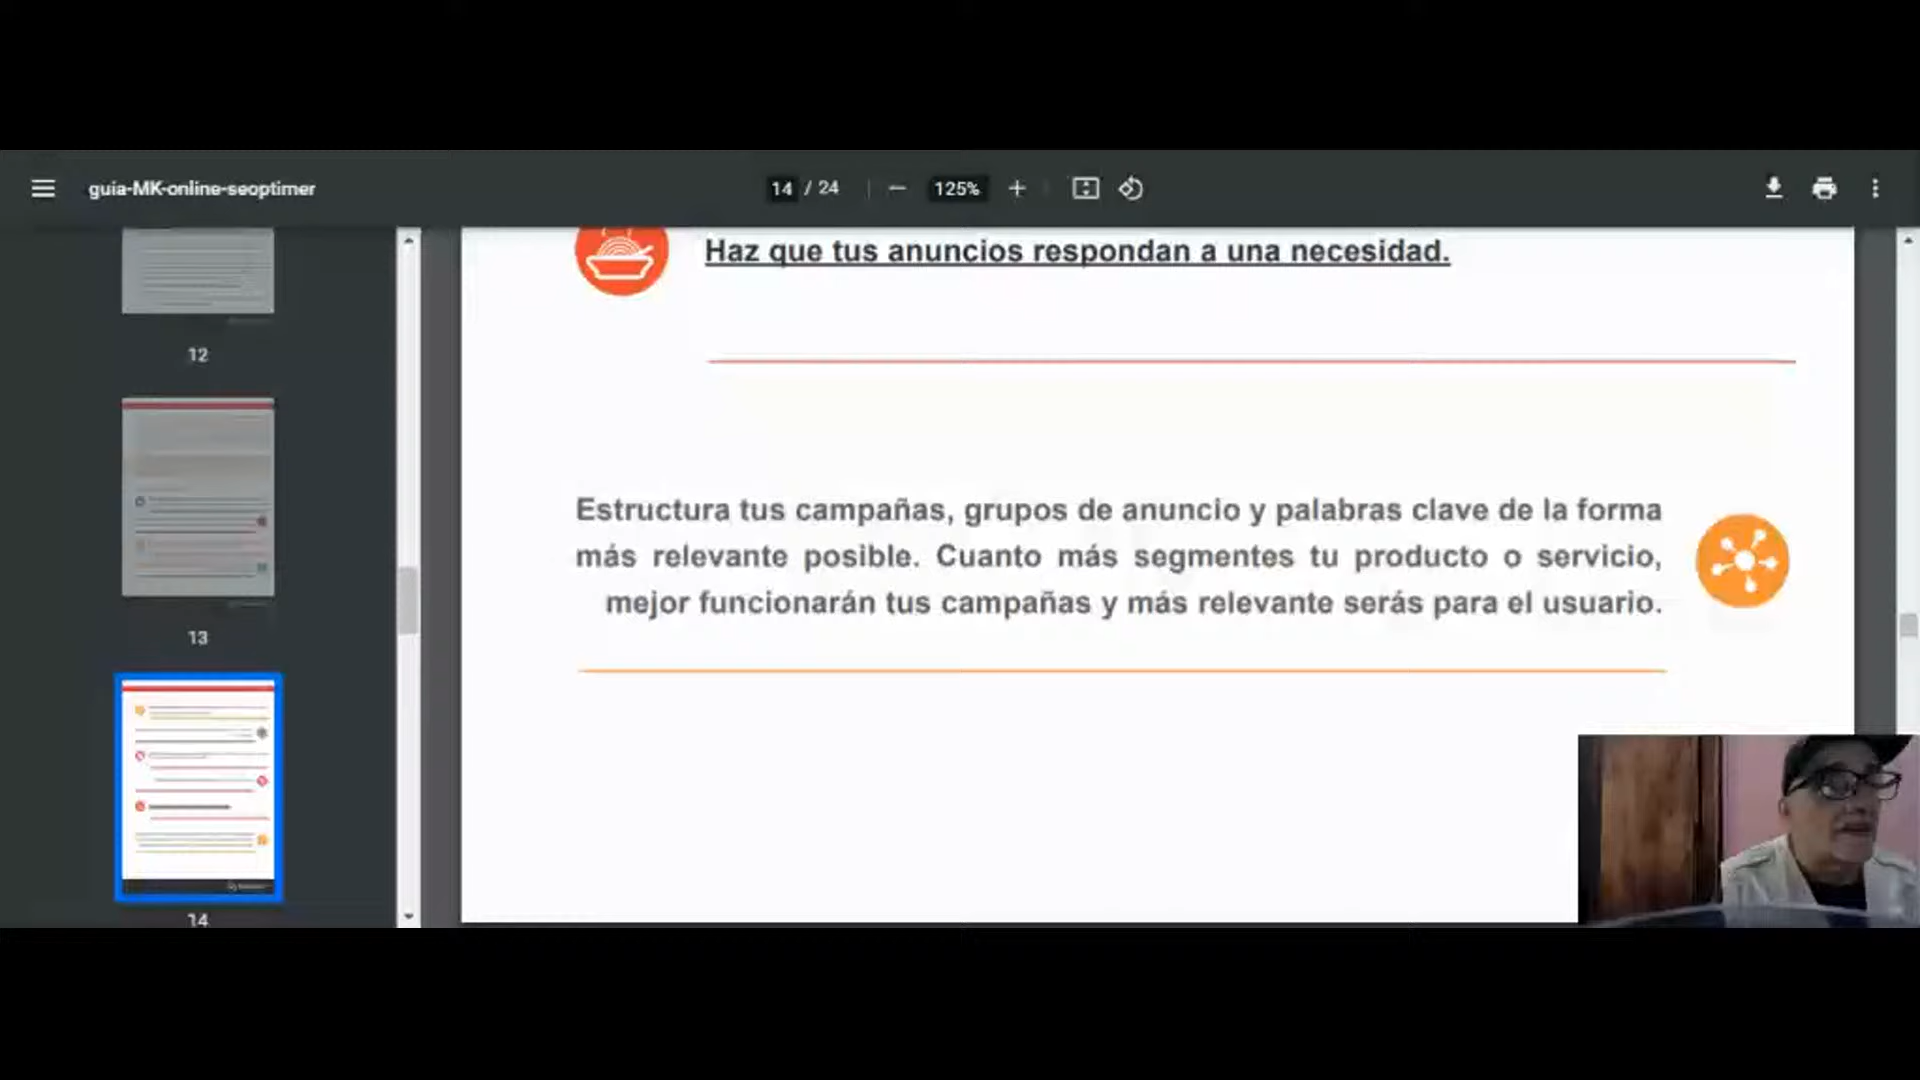 guia-MK-online-seoptimer
14 / 24
125%
12
13
14
Haz que tus anuncios respondan a una necesidad.
Estructura tus campañas, grupos de anuncio y palabras clave de la forma
más relevante posible. Cuanto más segmentes tu producto o servicio,
mejor funcionarán tus campañas y más relevante serás para el usuario.